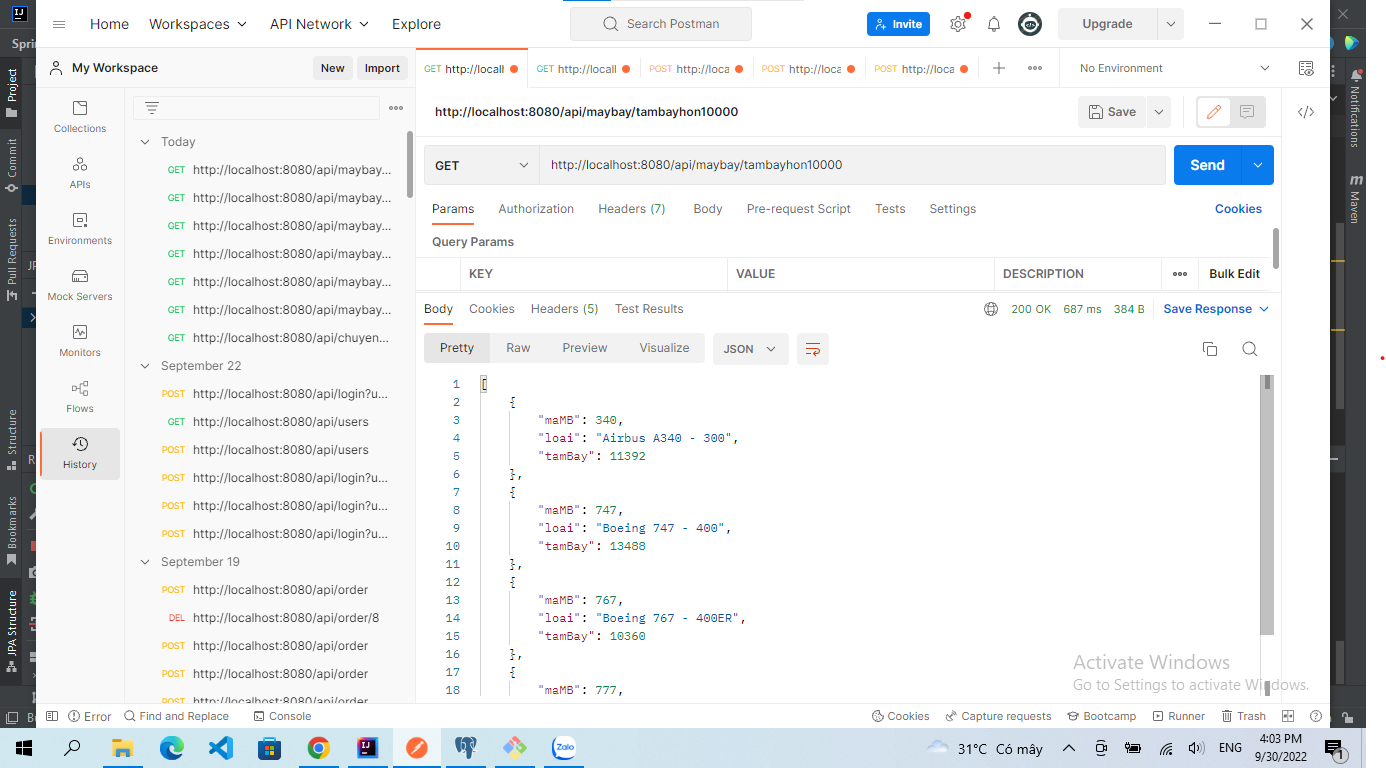 Home
Workspaces
API Network
Explore
Search Postman
Invite
Upgrade
Sprin
My Workspace
New
Import
GET http://locall
GET http://locall
POST http://loca
POST http://loca
POST http://loca
No Environment
http://localhost:8080/api/maybay/tambayhon10000
Save
GET
http://localhost:8080/api/maybay/tambayhon10000
Send
Params
Authorization
Headers (7)
Body
Pre-request Script
Tests
Settings
Cookies
Query Params
KEY
VALUE
DESCRIPTION
Bulk Edit
Body
Cookies
Headers (5)
Test Results
200 OK
687 ms
384 B
Save Response
Pretty
Raw
Preview
Visualize
JSON
1 [
2 {
3 "maMB": 340,
4 "loai": "Airbus A340 - 300",
5 "tamBay": 11392
6 },
7 {
8 "maMB": 747,
9 "loai": "Boeing 747 - 400",
10 "tamBay": 13488
11 },
12 {
13 "maMB": 767,
14 "loai": "Boeing 767 - 400ER",
15 "tamBay": 10360
16 },
17 {
18 "maMB": 777,
Collections
APIs
Environments
Mock Servers
Monitors
Flows
History
Today
GET http://localhost:8080/api/maybay...
GET http://localhost:8080/api/maybay...
GET http://localhost:8080/api/maybay...
GET http://localhost:8080/api/maybay...
GET http://localhost:8080/api/maybay...
GET http://localhost:8080/api/maybay...
GET http://localhost:8080/api/chuyen...
September 22
POST http://localhost:8080/api/login?u...
GET http://localhost:8080/api/users
POST http://localhost:8080/api/users
POST http://localhost:8080/api/login?u...
POST http://localhost:8080/api/login?u...
POST http://localhost:8080/api/login?u...
September 19
POST http://localhost:8080/api/order
DEL http://localhost:8080/api/order/8
POST http://localhost:8080/api/order
POST http://localhost:8080/api/order
POST http://localhost:8080/api/order
Project
Commit
Pull Requests
Structure
Bookmarks
JPA Structure
Notifications
m Maven
JP
R
Bu
Activate Windows
Go to Settings to activate Windows.
Error
Find and Replace
Console
Cookies
Capture requests
Bootcamp
Runner
Trash
Zalo
31°C Có mây
ENG
4:03 PM
9/30/2022
1